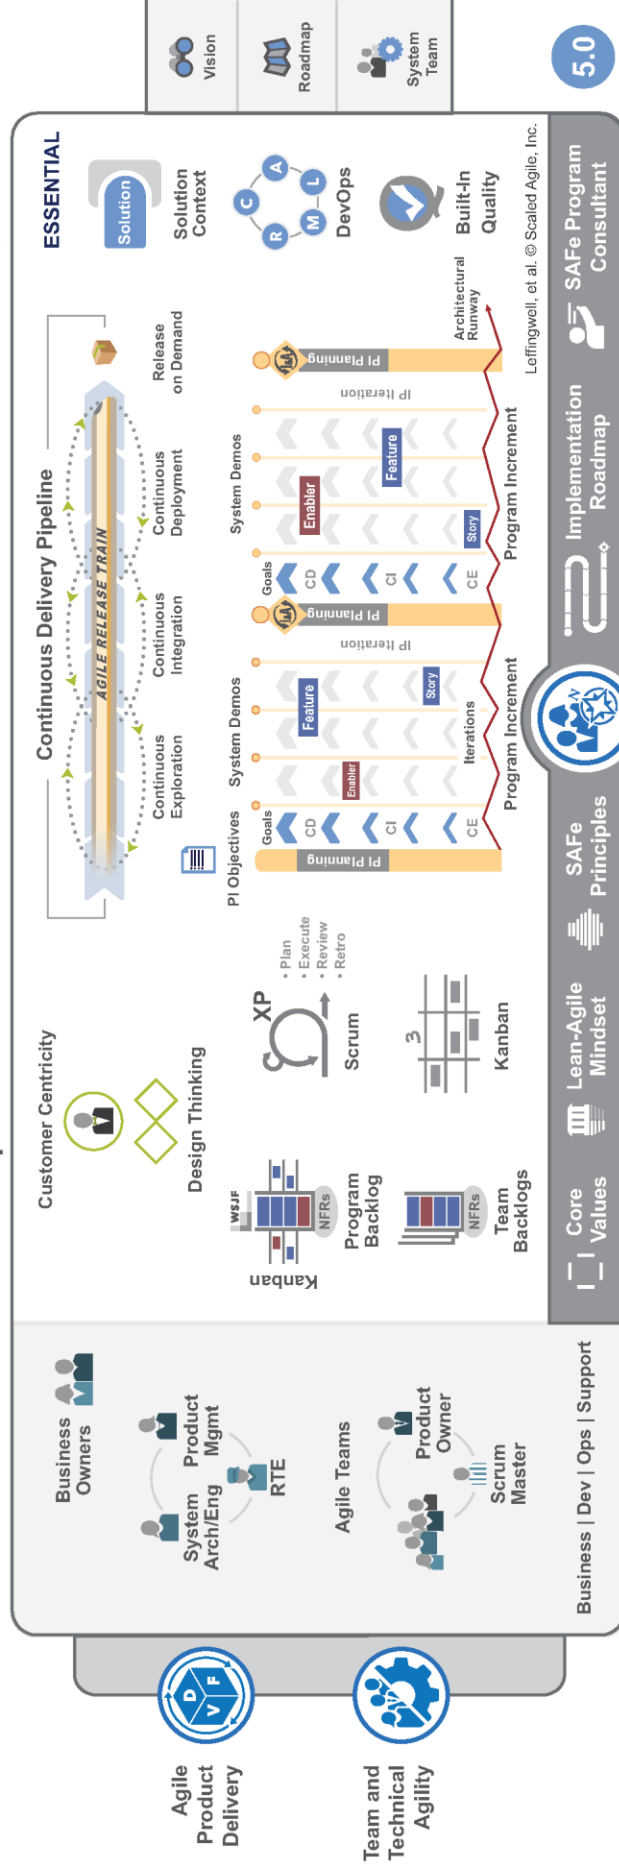 Agile
Product
Delivery
D
V
F
Team and
Technical
Agility
Business
Owners
System
Arch/Eng
Product
Mgmt
RTE
Agile Teams
Product
Owner
Scrum
Master
Business | Dev | Ops | Support
Customer Centricity
Design Thinking
Kanban
WSJF
NFRs
Program
Backlog
NFRs
Team
Backlogs
XP
• Plan
• Execute
• Review
• Retro
Scrum
3
Kanban
Continuous Delivery Pipeline
AGILE RELEASE TRAIN
Continuous
Exploration
Continuous
Integration
Continuous
Deployment
Release
on Demand
PI Objectives
System Demos
System Demos
Goals
CD
CI
CE
PI Planning
Enabler
Feature
Story
Iterations
IP Iteration
I&A
PI Planning
Goals
CD
CI
CE
Enabler
Feature
Story
IP Iteration
I&A
PI Planning
Program Increment
Program Increment
Architectural
Runway
ESSENTIAL
Solution
Solution
Context
C
A
L
M
R
DevOps
Built-In
Quality
Leffingwell, et al. © Scaled Agile, Inc.
Vision
Roadmap
System
Team
Core
Values
Lean-Agile
Mindset
SAFe
Principles
N
Implementation
Roadmap
SAFe Program
Consultant
5.0